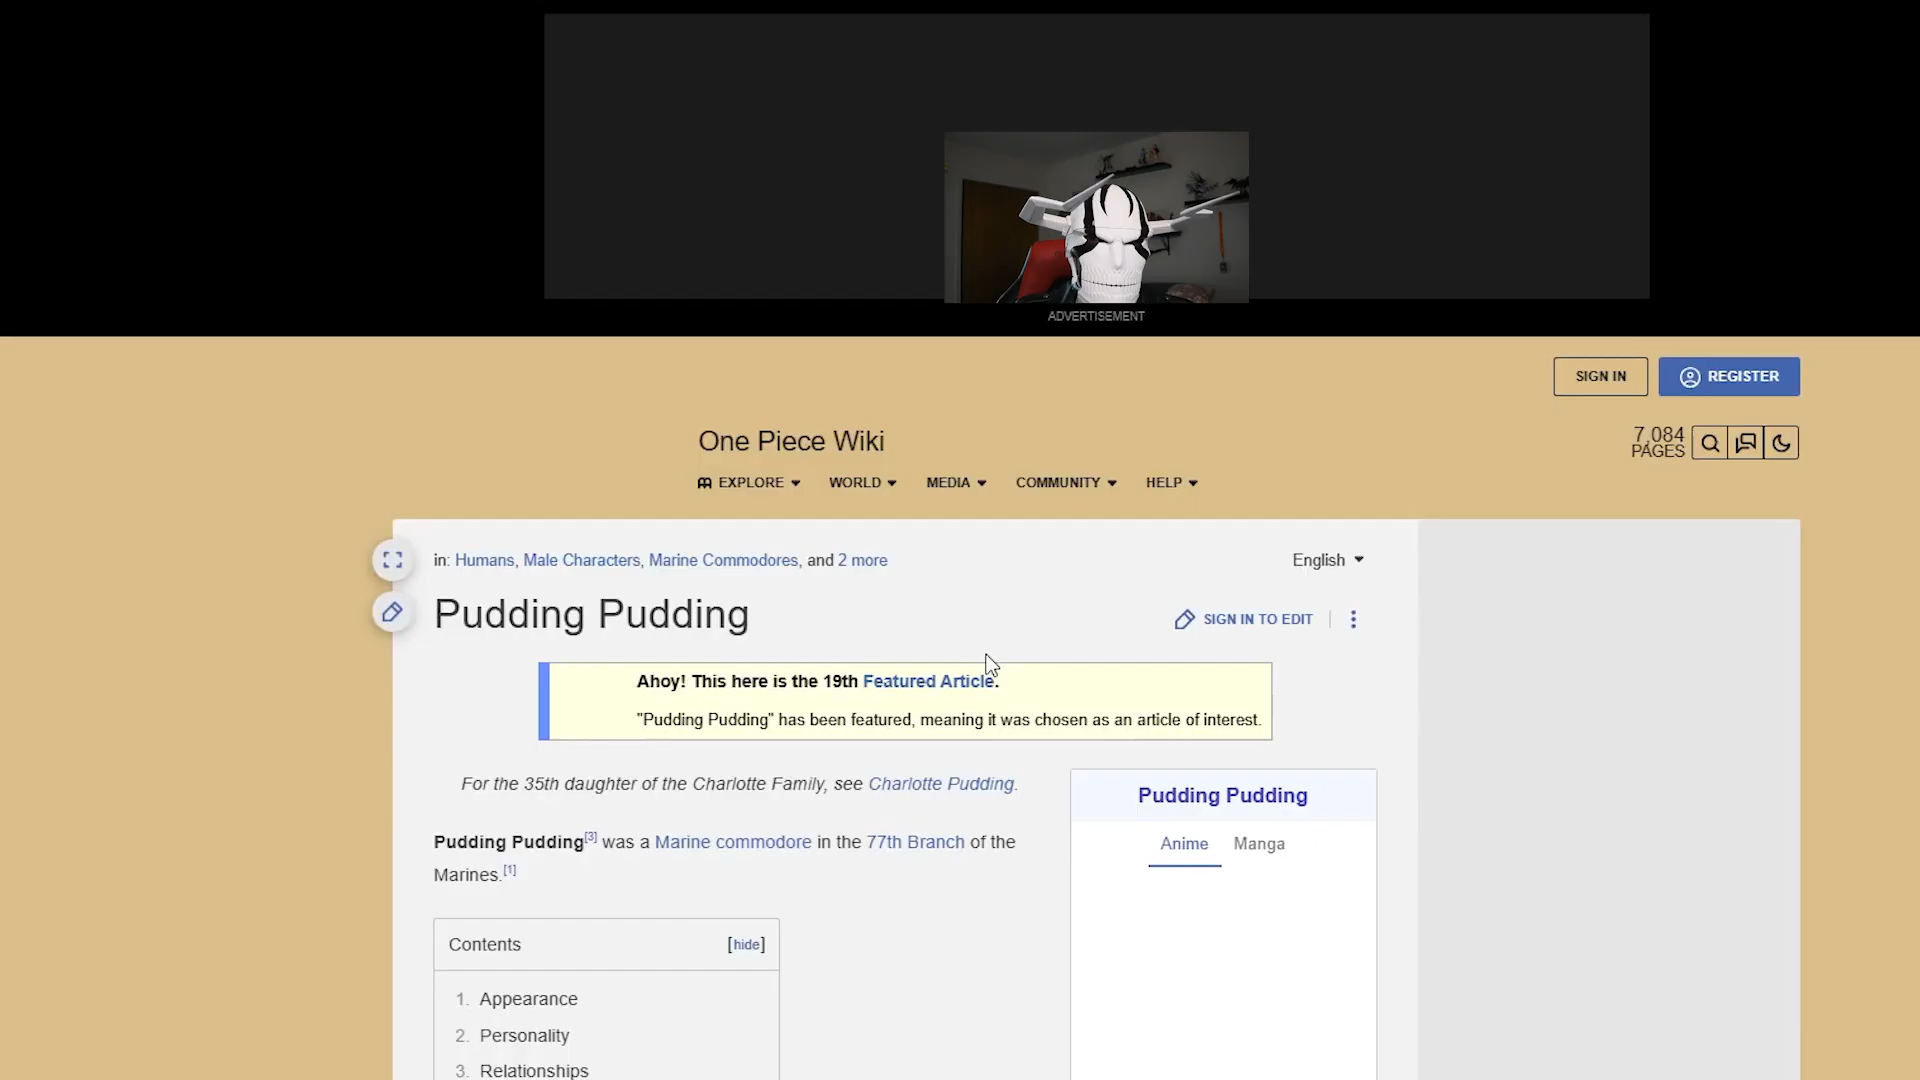 ADVERTISEMENT
SIGN IN
REGISTER
One Piece Wiki
7,084
PAGES
EXPLORE
WORLD
MEDIA
COMMUNITY
HELP
in: Humans, Male Characters, Marine Commodores, and 2 more
English
Pudding Pudding
SIGN IN TO EDIT
Ahoy! This here is the 19th Featured Article.
"Pudding Pudding" has been featured, meaning it was chosen as an article of interest.
For the 35th daughter of the Charlotte Family, see Charlotte Pudding.
Pudding Pudding[3] was a Marine commodore in the 77th Branch of the
Marines.[1]
Pudding Pudding
Anime
Manga
Contents
[hide]
1. Appearance
2. Personality
3. Relationships